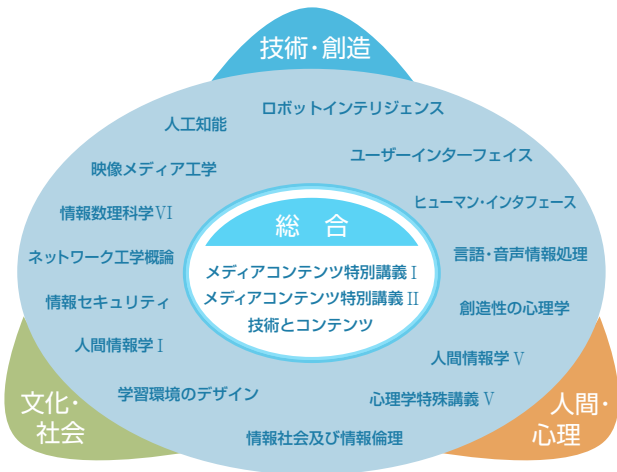 技術・創造
ロボットインテリジェンス
人工知能
ユーザーインターフェイス
映像メディア工学
ヒューマン・インタフェース
情報数理科学Ⅵ
総 合
ネットワーク工学概論
言語・音声情報処理
メディアコンテンツ特別講義Ⅰ
メディアコンテンツ特別講義Ⅱ
技術とコンテンツ
情報セキュリティ
創造性の心理学
人間情報学Ⅰ
人間情報学Ⅴ
学習環境のデザイン
心理学特殊講義Ⅴ
情報社会及び情報倫理
文化・
社会
人間・
心理